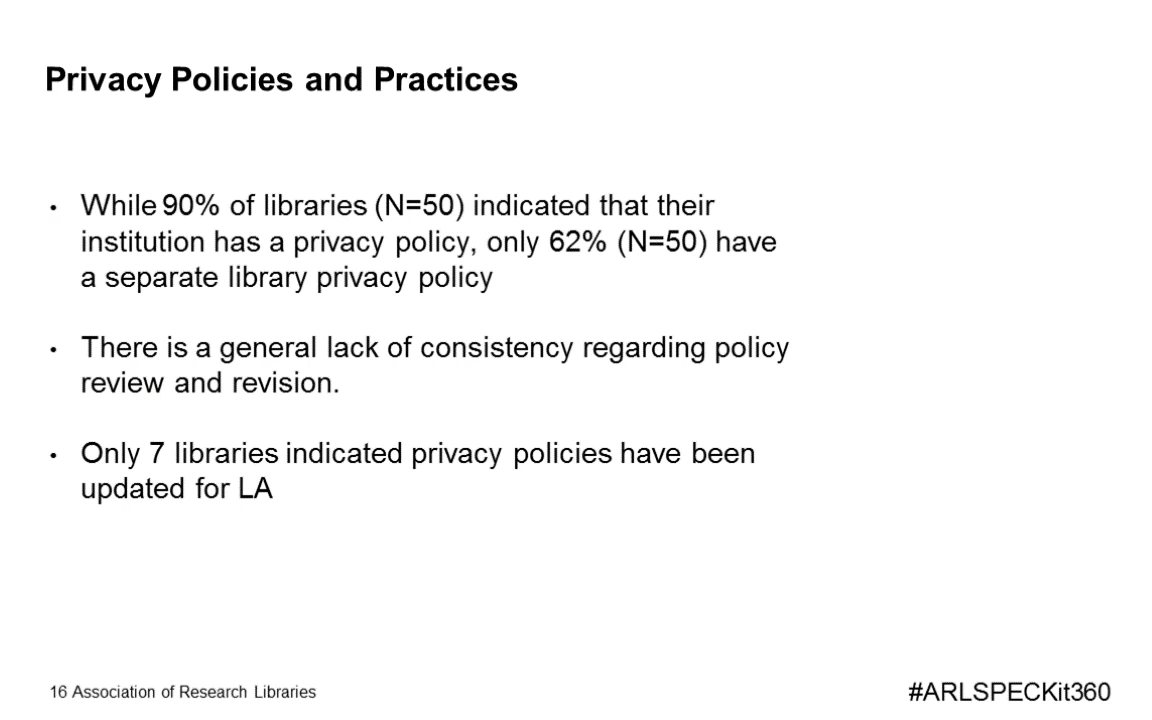 Privacy Policies and Practices
• While 90% of libraries (N=50) indicated that their
institution has a privacy policy, only 62% (N=50) have
a separate library privacy policy
• There is a general lack of consistency regarding policy
review and revision.
• Only 7 libraries indicated privacy policies have been
updated for LA
16 Association of Research Libraries
#ARLSPECKit360